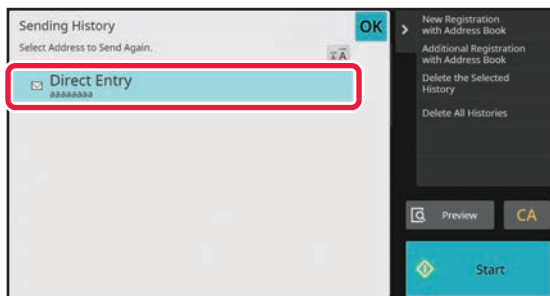 Sending History
OK
Select Address to Send Again.
Direct Entry
aaaaaaaa
New Registration
with Address Book
Additional Registration
with Address Book
Delete the Selected
History
Delete All Histories
Preview
CA
Start